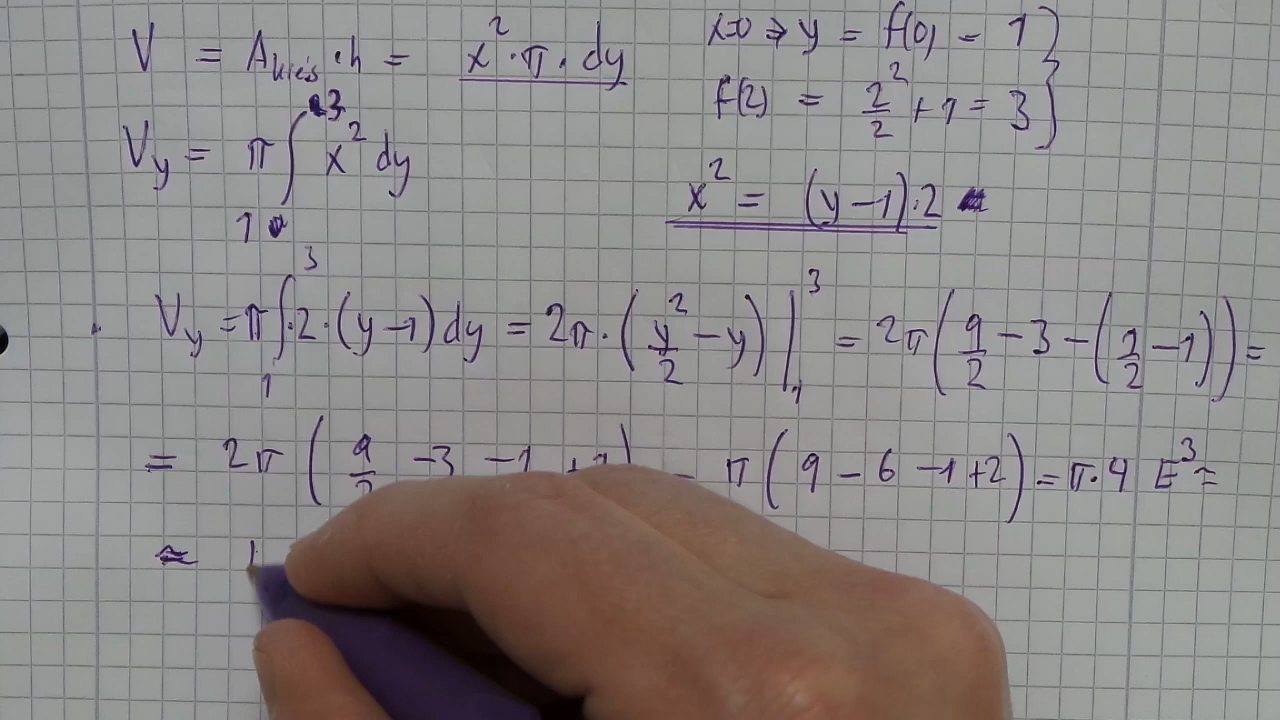 V = A_Kreis · h = x² · π · dy
x=0 ⇒ y = f(0) = 1 }
f(2) = 2²/2 + 1 = 3 }
V_y = π ∫₁³ x² dy
x² = (y−1)·2
V_y = π ∫₁³ ·2·(y−1) dy = 2π·(y²/2 − y)|₁³ = 2π(9/2 − 3 − (1/2 − 1)) =
= 2π (9/2 −3 −1 +1) = π (9 − 6 −1+2) = π·4 E³ =
≈